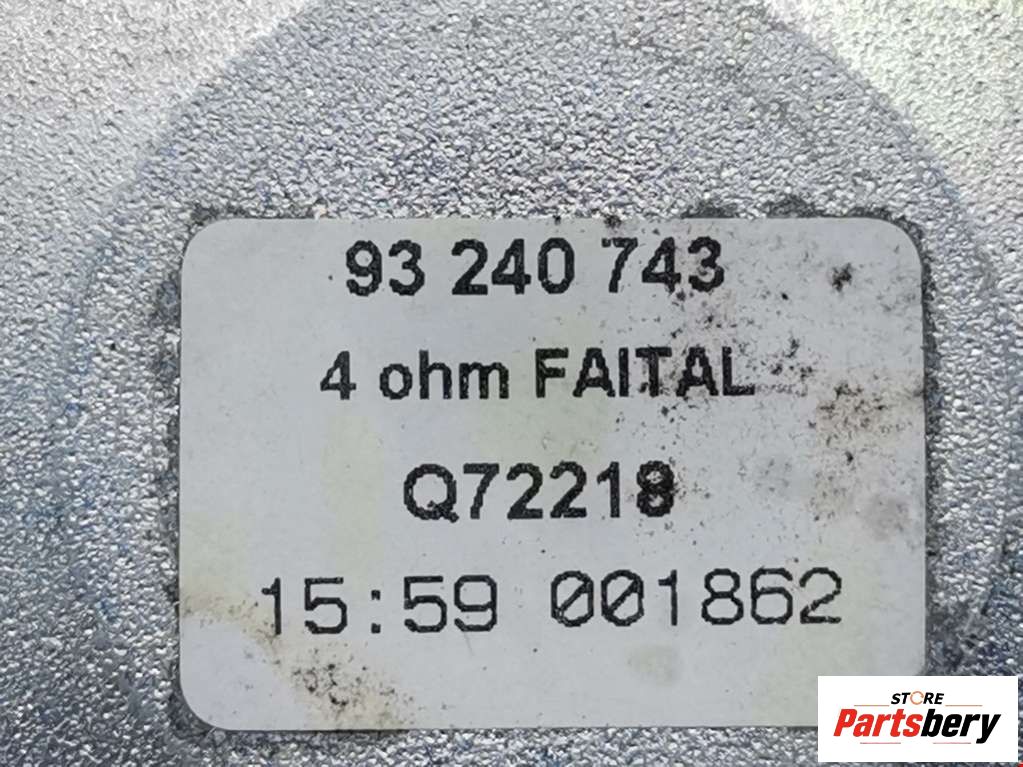 93 240 743
4 ohm FAITAL
Q72218
15:59 001862
STORE
Partsbery